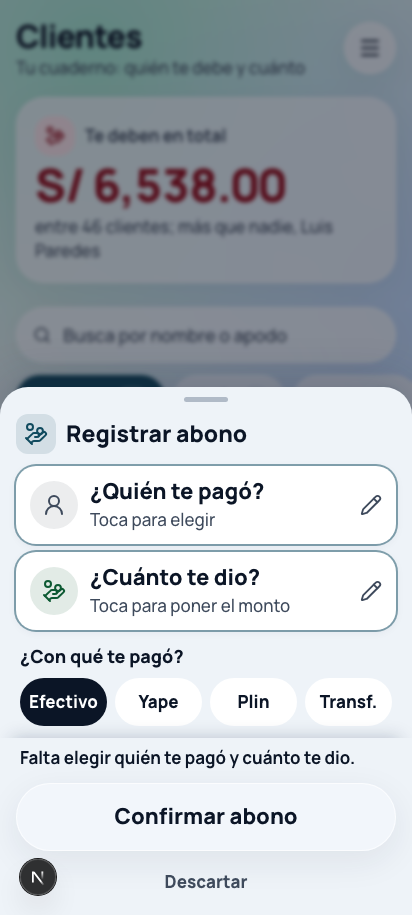 Clientes
Tu cuaderno: quién te debe y cuánto
Te deben en total
S/ 6,538.00
entre 46 clientes; más que nadie, Luis
Paredes
Busca por nombre o apodo
Registrar abono
¿Quién te pagó?
Toca para elegir
¿Cuánto te dio?
Toca para poner el monto
¿Con qué te pagó?
Efectivo Yape Plin Transf.
Falta elegir quién te pagó y cuánto te dio.
Confirmar abono
N
Descartar